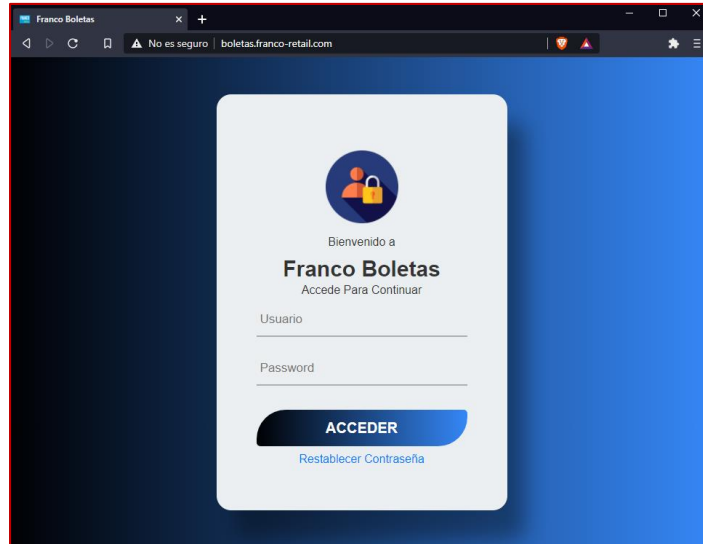 Franco Boletas
No es seguro boletas.franco-retail.com
Bienvenido a
Franco Boletas
Accede Para Continuar
Usuario
Password
ACCEDER
Restablecer Contraseña